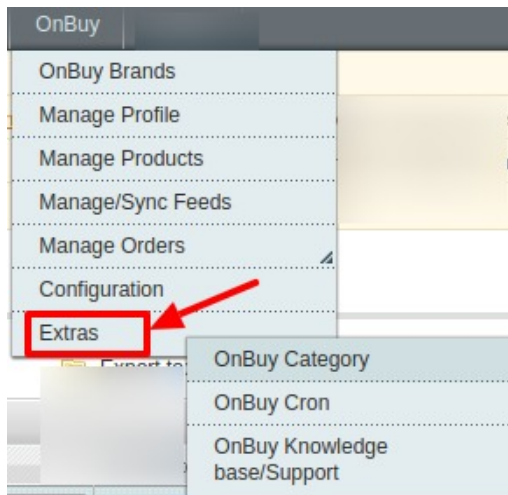 OnBuy
OnBuy Brands
Manage Profile
Manage Products
Manage/Sync Feeds
Manage Orders
Configuration
Extras
OnBuy Category
OnBuy Cron
OnBuy Knowledge
base/Support